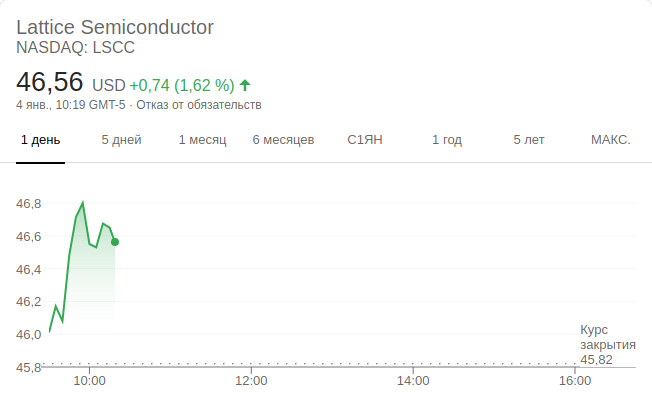 Lattice Semiconductor
NASDAQ: LSCC
46,56 USD +0,74 (1,62 %)
4 янв., 10:19 GMT-5 · Отказ от обязательств
1 день 5 дней 1 месяц 6 месяцев С1ЯН 1 год 5 лет МАКС.
46,8
46,6
46,4
46,2
46,0
45,8
Курс
закрытия
45,82
10:00 12:00 14:00 16:00